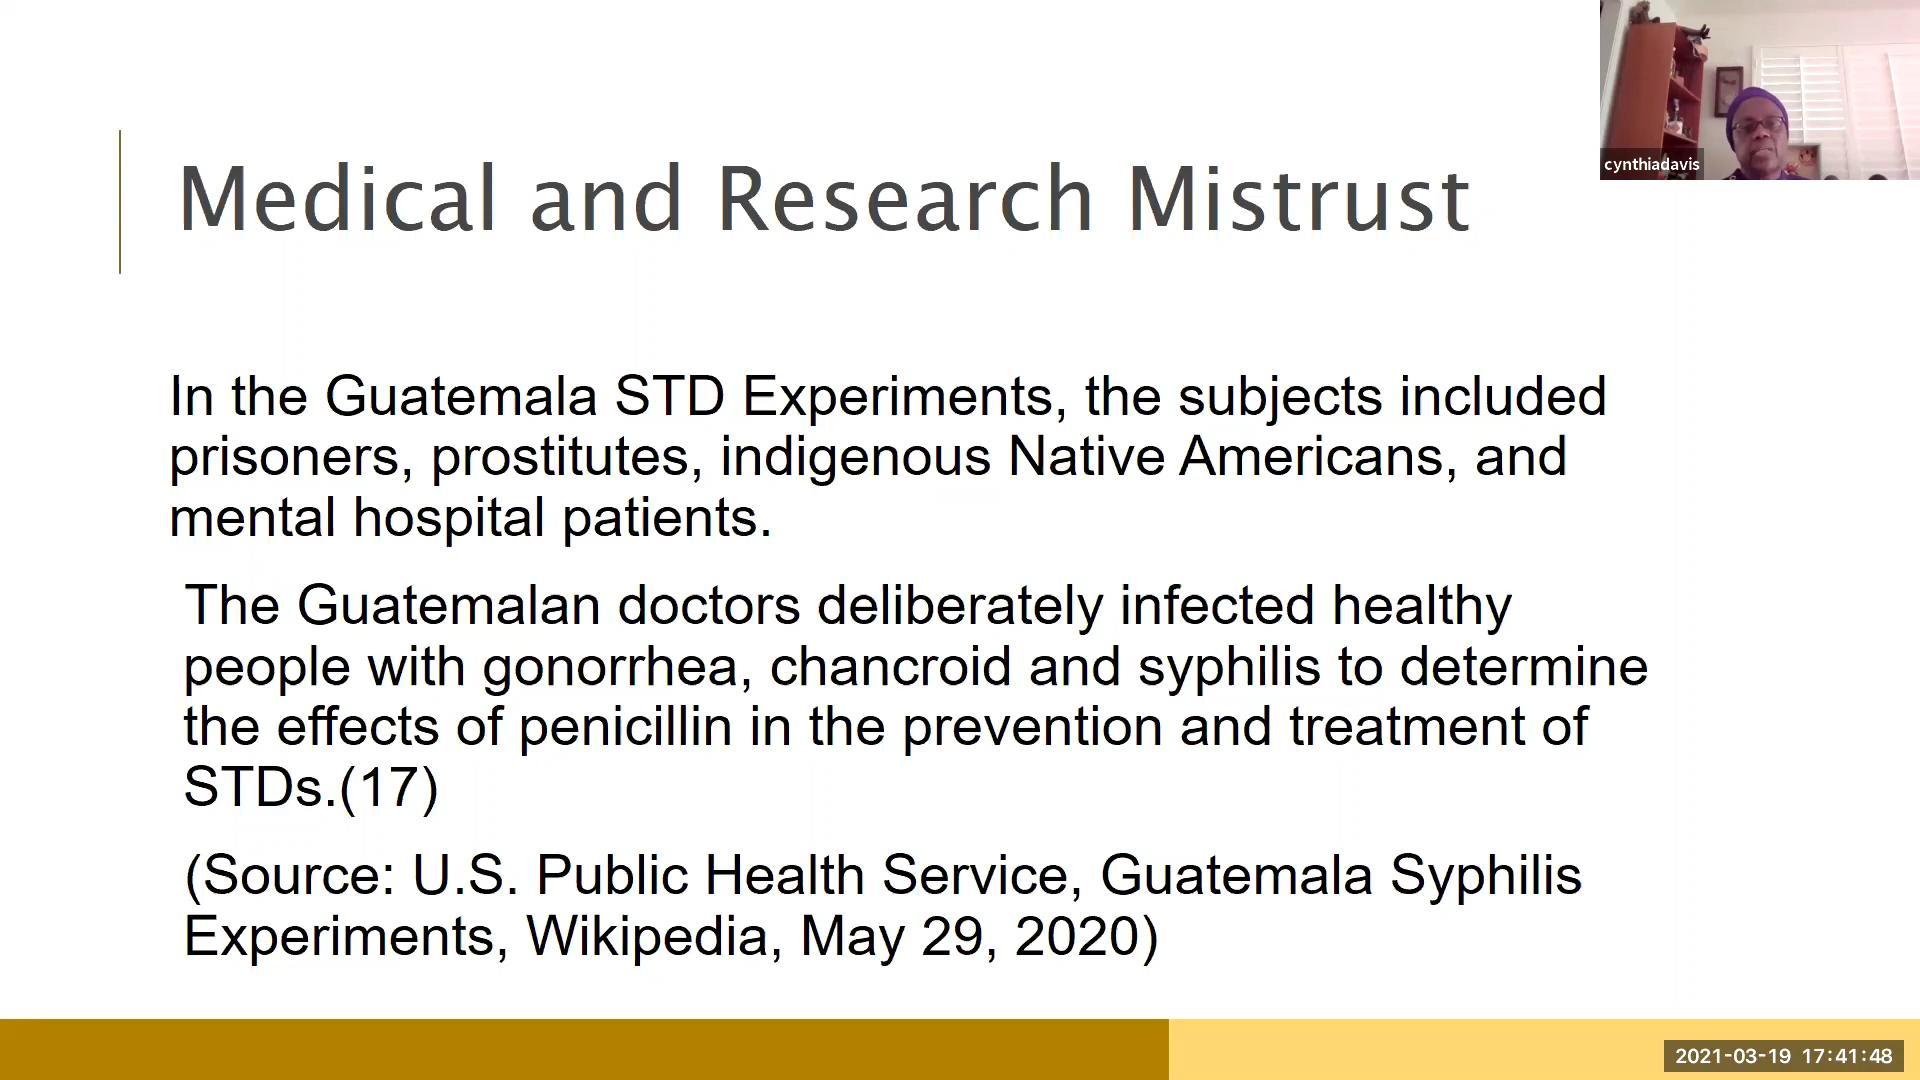 cynthiadavis
Medical and Research Mistrust
In the Guatemala STD Experiments, the subjects included
prisoners, prostitutes, indigenous Native Americans, and
mental hospital patients.
The Guatemalan doctors deliberately infected healthy
people with gonorrhea, chancroid and syphilis to determine
the effects of penicillin in the prevention and treatment of
STDs.(17)
(Source: U.S. Public Health Service, Guatemala Syphilis
Experiments, Wikipedia, May 29, 2020)
2021-03-19 17:41:48